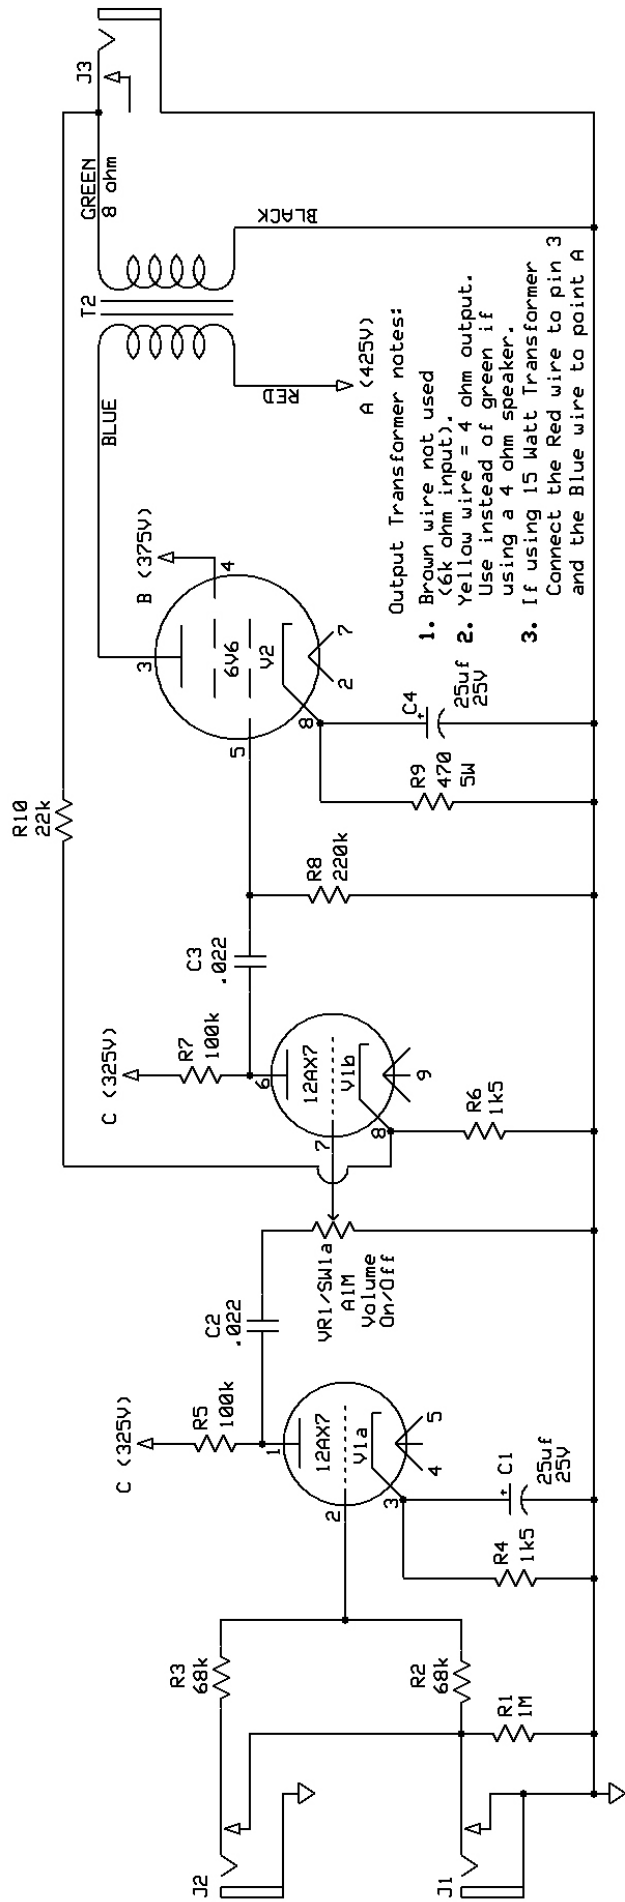 J2
J1
R3
68k
R2
68k
R1
1M
C (325V)
R5
100k
1
2
3
12AX7
V1a
4
5
R4
1k5
C1
+
25uf
25V
C2
.022
VR1/SW1a
A1M
Volume
On/Off
C (325V)
R7
100k
6
7
8
12AX7
V1b
9
R6
1k5
C3
.022
R8
220k
R10
22k
3
5
8
6V6
V2
4
2
7
B (375V)
R9
470
5W
C4
+
25uf
25V
BLUE
T2
RED
A (425V)
GREEN
8 ohm
BLACK
J3
Output Transformer notes:
1. Brown wire not used
(6k ohm input).
2. Yellow wire = 4 ohm output.
Use instead of green if
using a 4 ohm speaker.
3. If using 15 Watt Transformer
Connect the Red wire to pin 3
and the Blue wire to point A